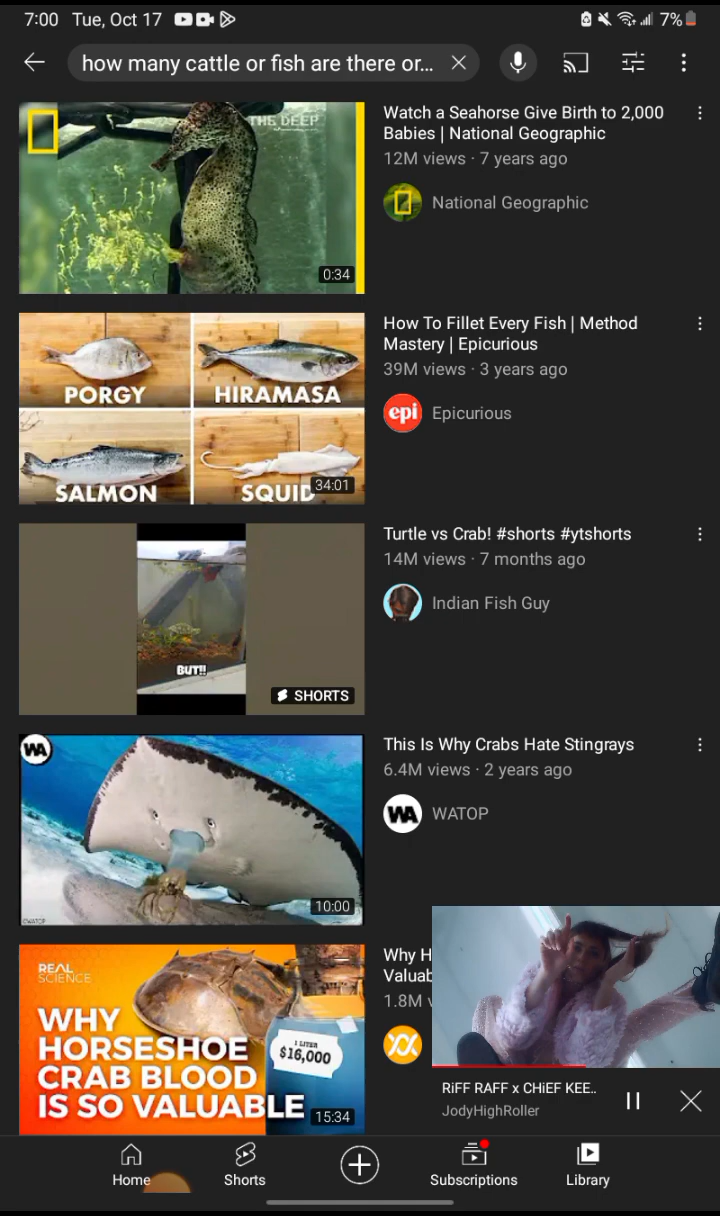 7:00 Tue, Oct 17 7%
how many cattle or fish are there or...
THE DEEP
0:34
Watch a Seahorse Give Birth to 2,000
Babies | National Geographic
12M views · 7 years ago
National Geographic
PORGY
HIRAMASA
SALMON
SQUID
34:01
How To Fillet Every Fish | Method
Mastery | Epicurious
39M views · 3 years ago
epi
Epicurious
BUT!!
SHORTS
Turtle vs Crab! #shorts #ytshorts
14M views · 7 months ago
Indian Fish Guy
WA
10:00
This Is Why Crabs Hate Stingrays
6.4M views · 2 years ago
WA
WATOP
REAL
SCIENCE
WHY
HORSESHOE
CRAB BLOOD
IS SO VALUABLE
1 LITER
$16,000
15:34
Why H
Valuab
1.8M v
RiFF RAFF x CHiEF KEE..
JodyHighRoller
Home
Shorts
Subscriptions
Library